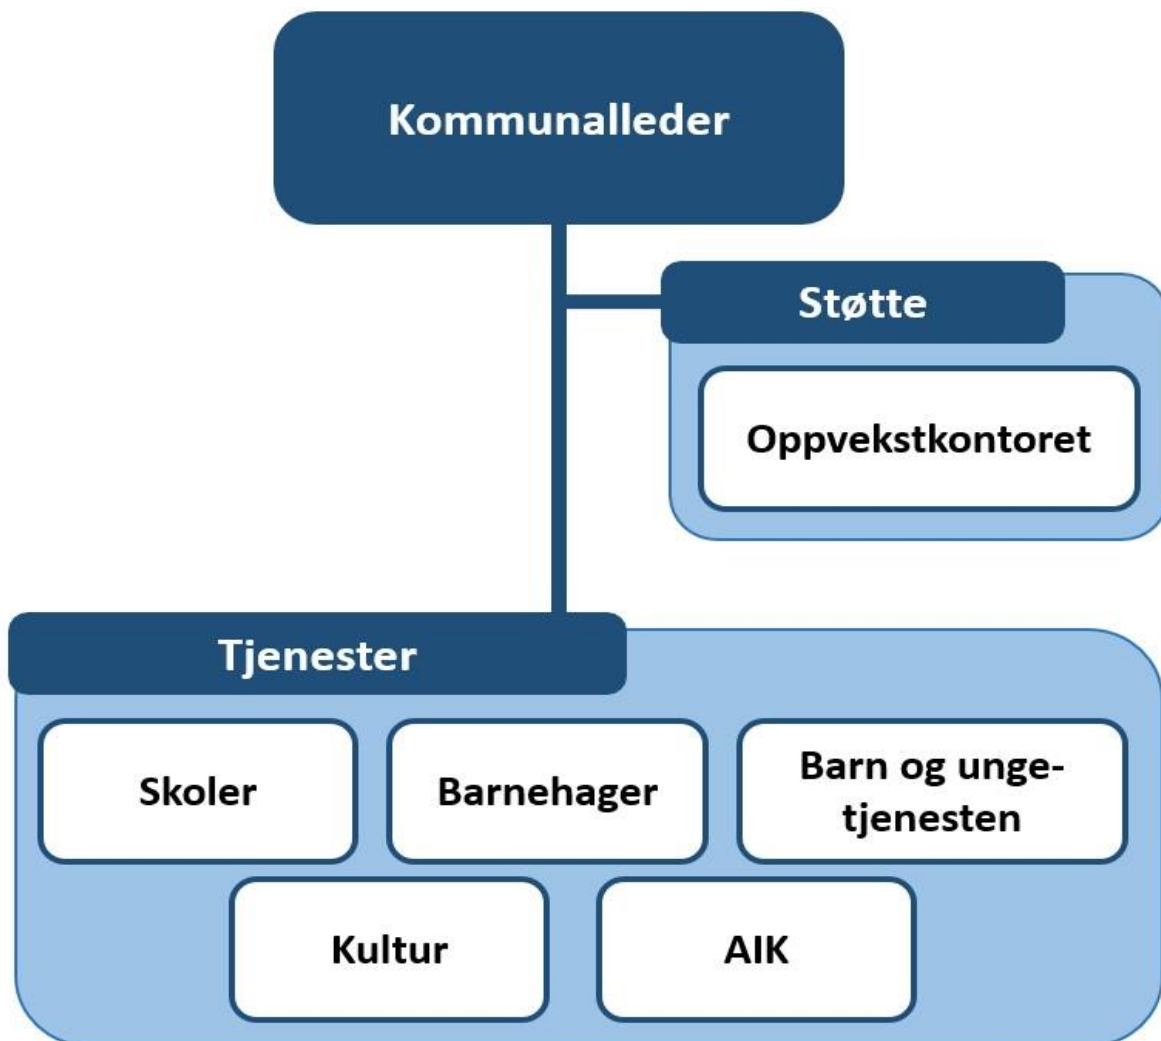 Kommunalleder
Støtte
Oppvekstkontoret
Tjenester
Skoler
Barnehager
Barn og unge-
tjenesten
Kultur
AIK